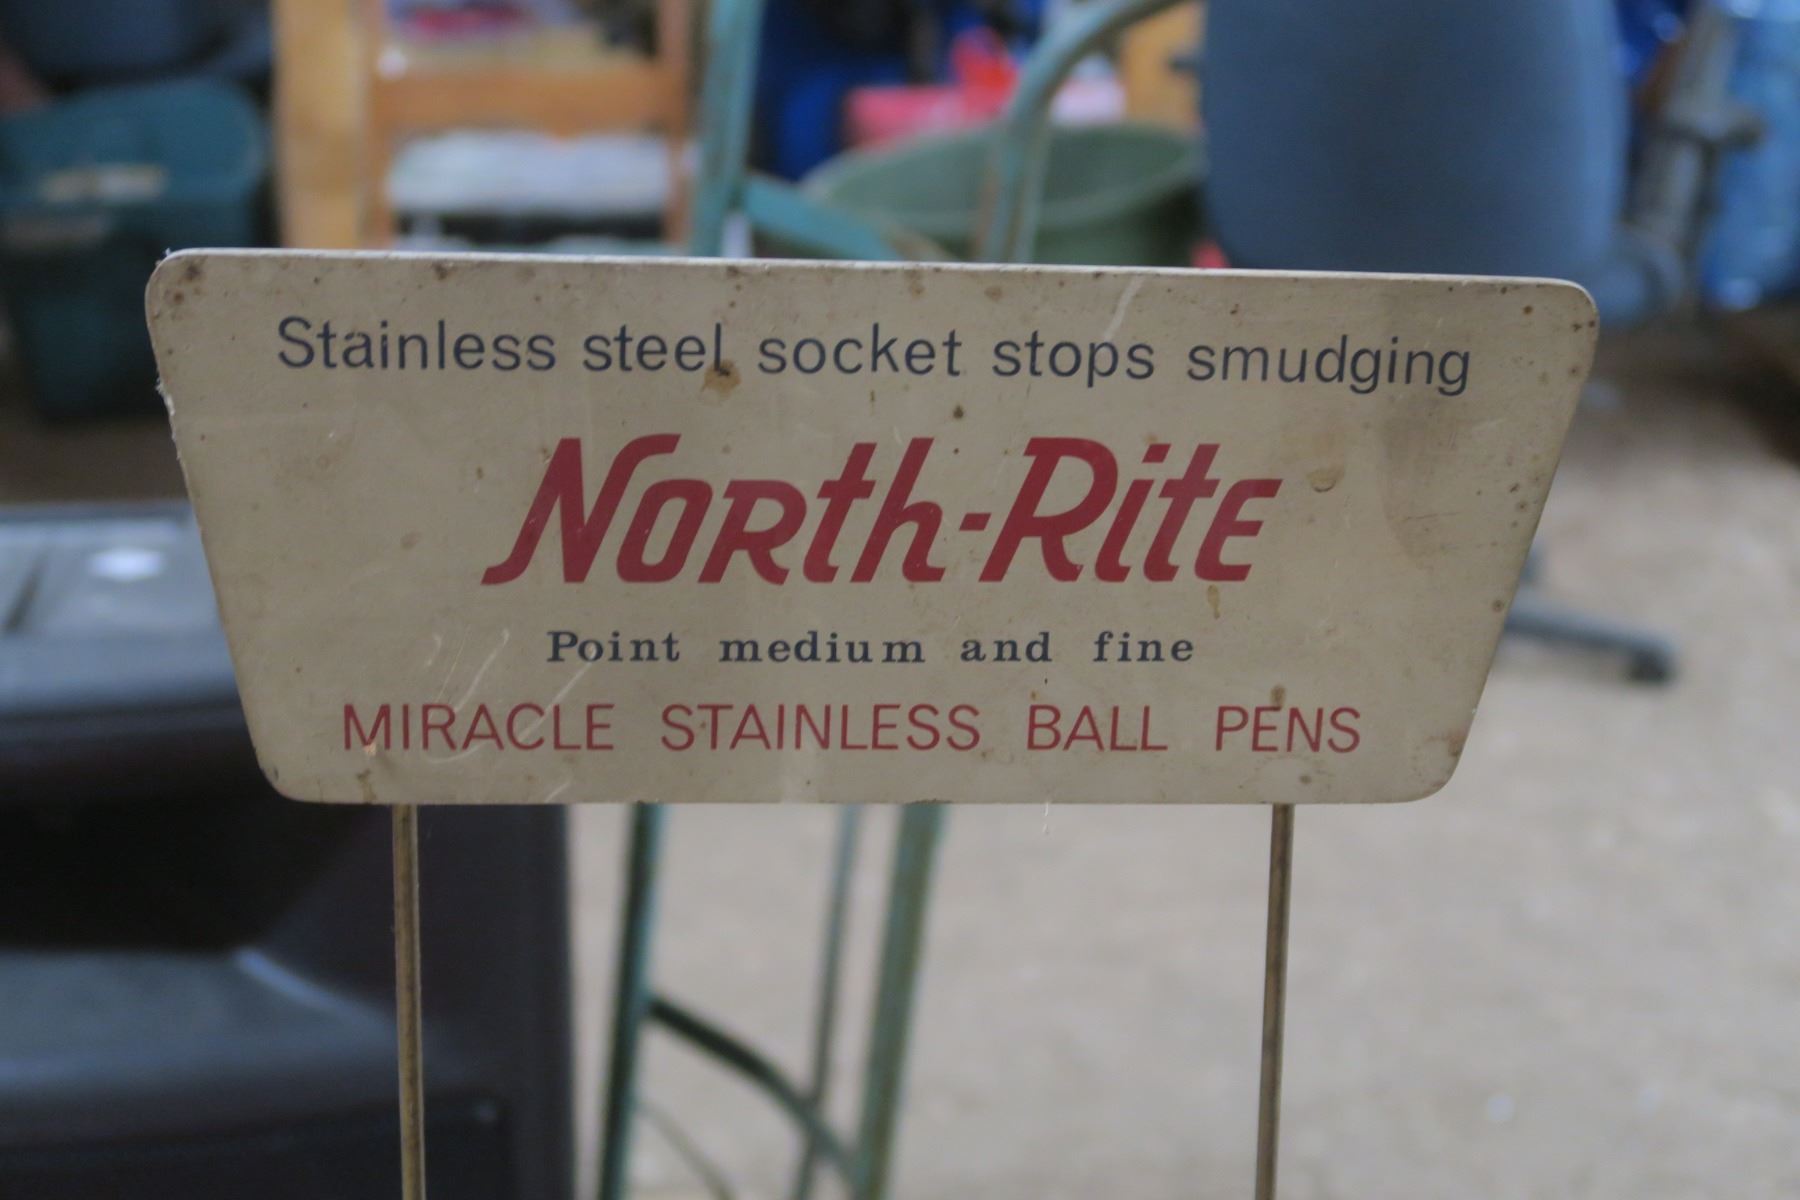 Stainless steel socket stops smudging
North-Rite
Point medium and fine
MIRACLE STAINLESS BALL PENS